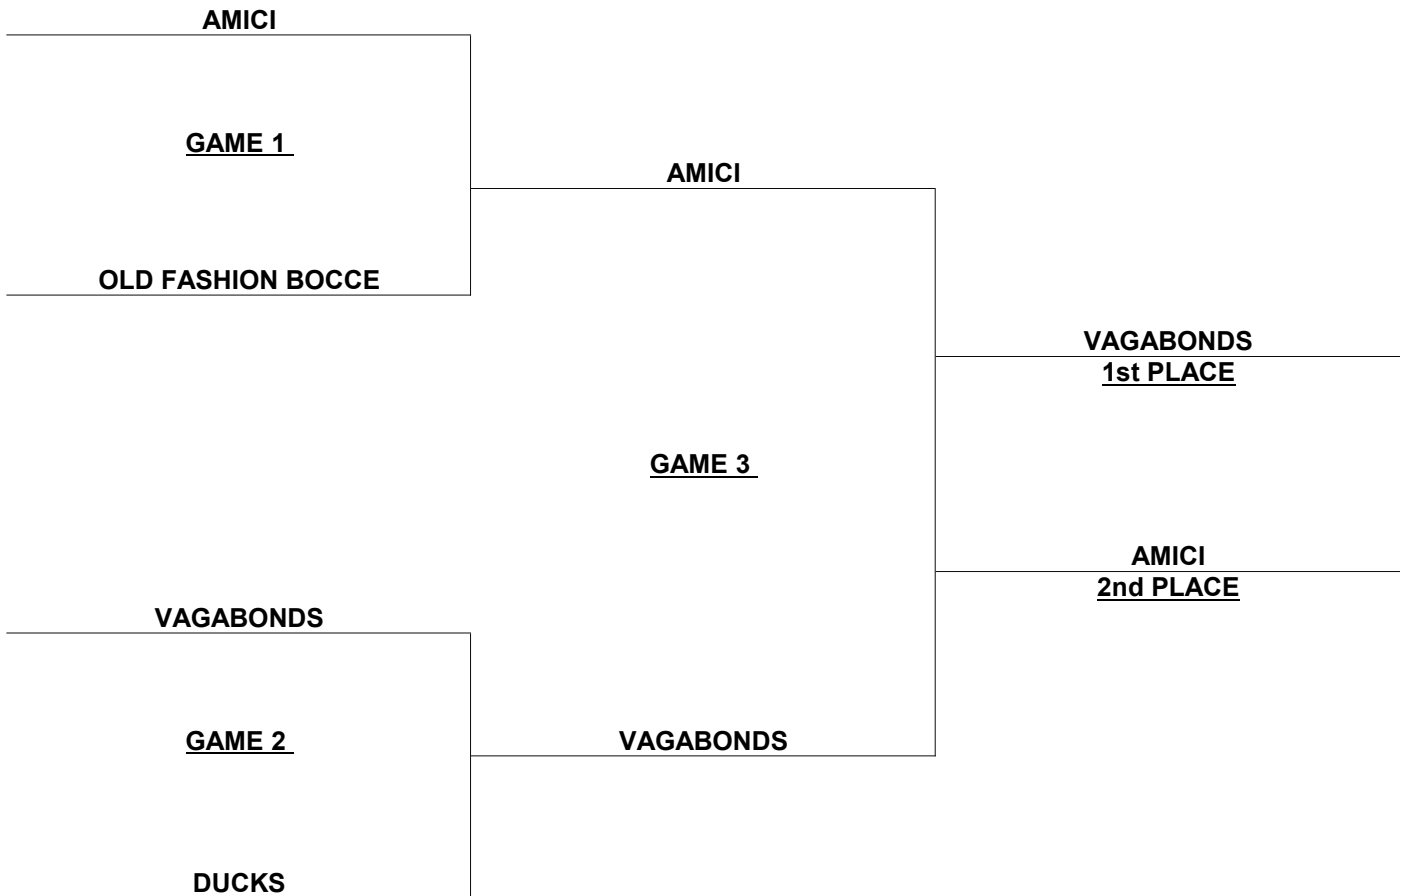 AMICI
GAME 1
AMICI
OLD FASHION BOCCE
VAGABONDS
1st PLACE
GAME 3
AMICI
2nd PLACE
VAGABONDS
GAME 2
VAGABONDS
DUCKS